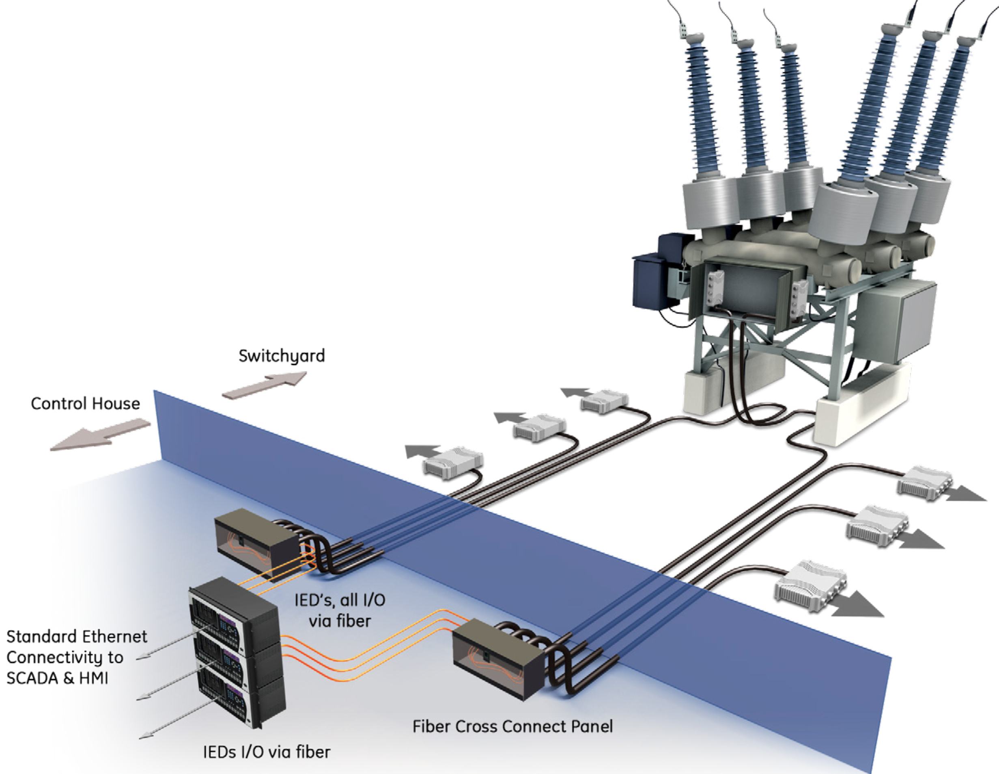 Switchyard
Control House
IED's, all I/O
via fiber
Standard Ethernet
Connectivity to
SCADA & HMI
Fiber Cross Connect Panel
IEDs I/O via fiber